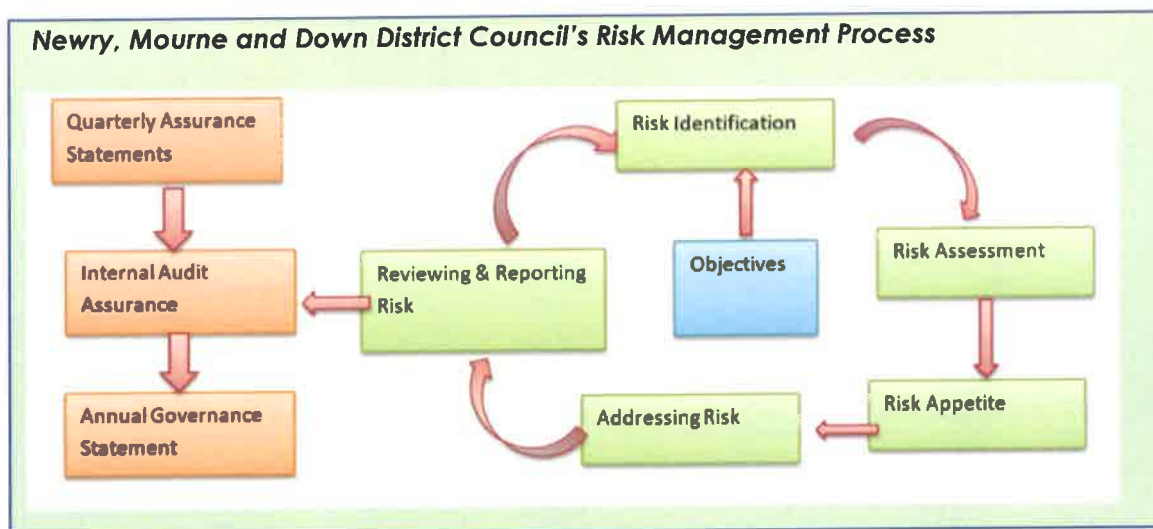 Newry, Mourne and Down District Council's Risk Management Process
Quarterly Assurance
Statements
Risk Identification
Internal Audit
Assurance
Reviewing & Reporting
Risk
Objectives
Risk Assessment
Annual Governance
Statement
Addressing Risk
Risk Appetite